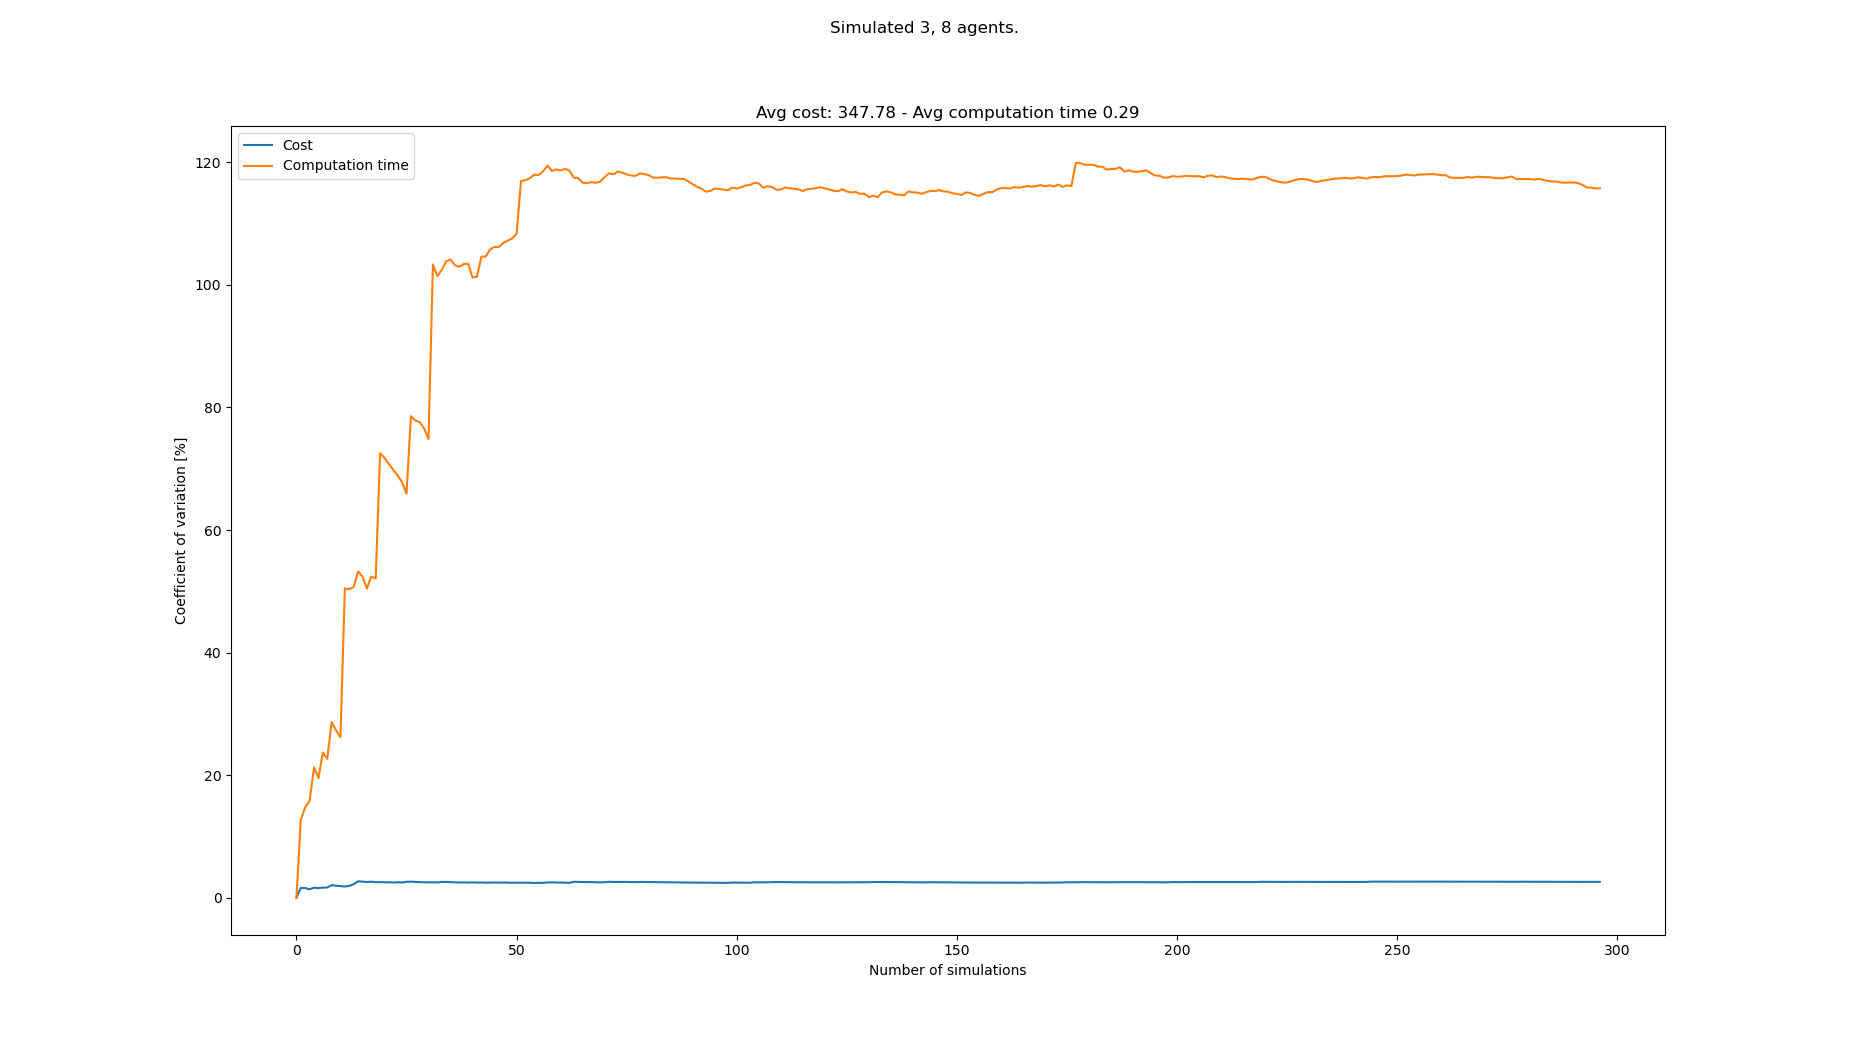 Simulated 3, 8 agents.
Avg cost: 347.78 - Avg computation time 0.29
Cost
Computation time
120
100
80
60
40
20
0
Coefficient of variation [%]
0 50 100 150 200 250 300
Number of simulations